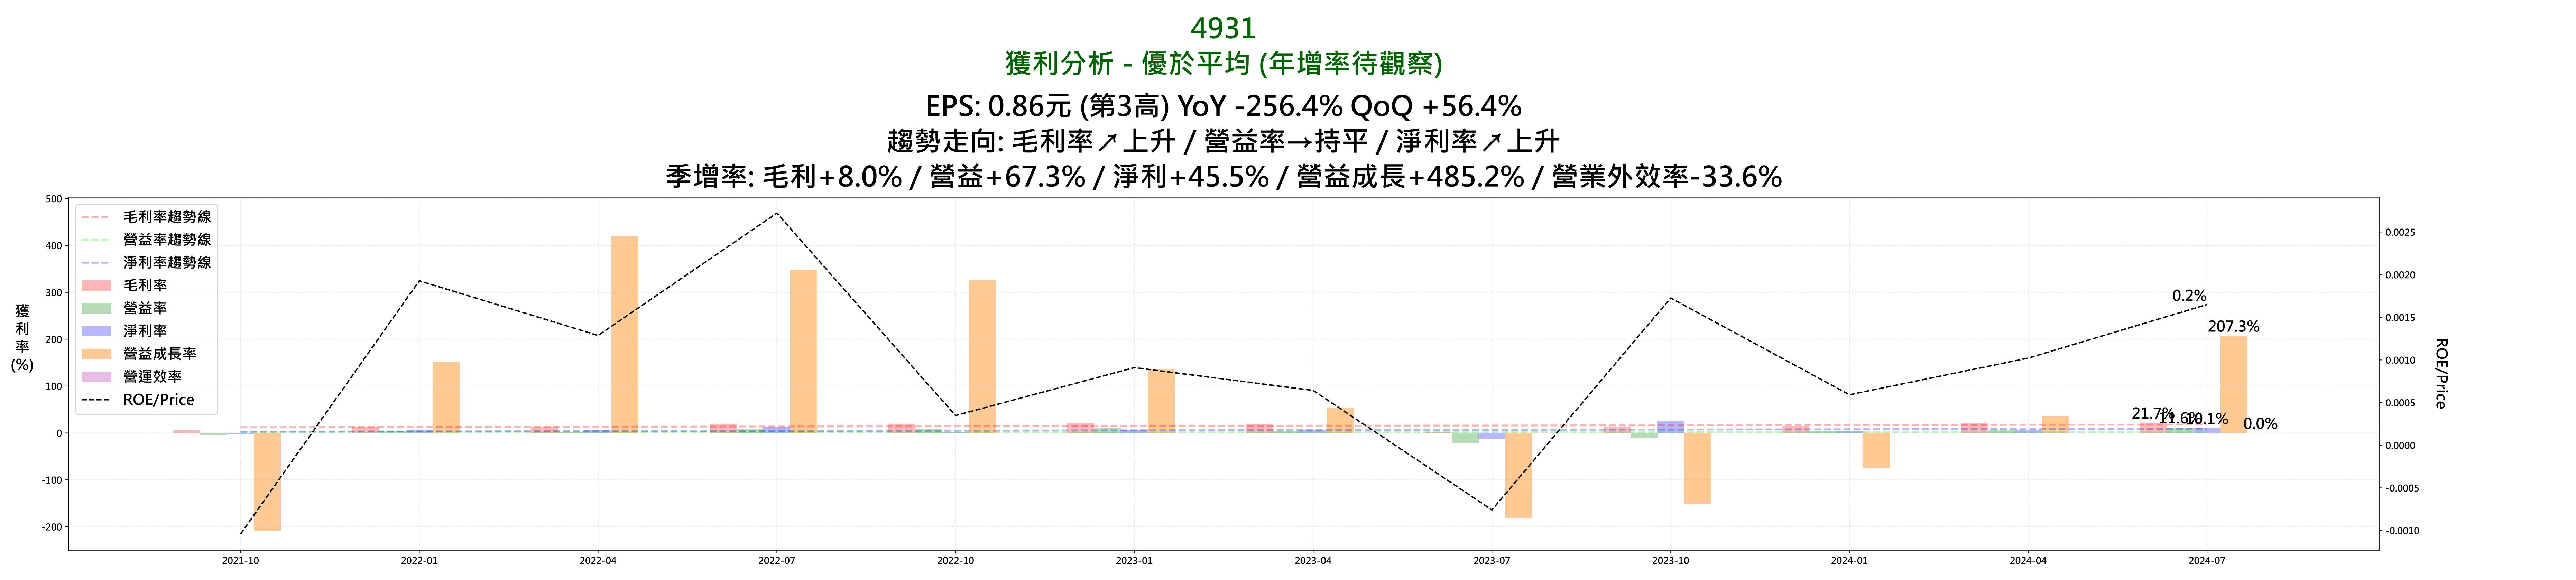 4931
獲利分析 - 優於平均 (年增率待觀察)
EPS: 0.86元 (第3高) YoY -256.4% QoQ +56.4%
趨勢走向: 毛利率↗上升 / 營益率→持平 / 淨利率↗上升
季增率: 毛利+8.0% / 營益+67.3% / 淨利+45.5% / 營益成長+485.2% / 營業外效率-33.6%
獲利率(%)
500
400
300
200
100
0
-100
-200
毛利率趨勢線
營益率趨勢線
淨利率趨勢線
毛利率
營益率
淨利率
營益成長率
營運效率
ROE/Price
0.2%
207.3%
21.7%
11.6%
10.1%
0.0%
0.0025
0.0020
0.0015
0.0010
0.0005
0.0000
-0.0005
-0.0010
ROE/Price
2021-10
2022-01
2022-04
2022-07
2022-10
2023-01
2023-04
2023-07
2023-10
2024-01
2024-04
2024-07